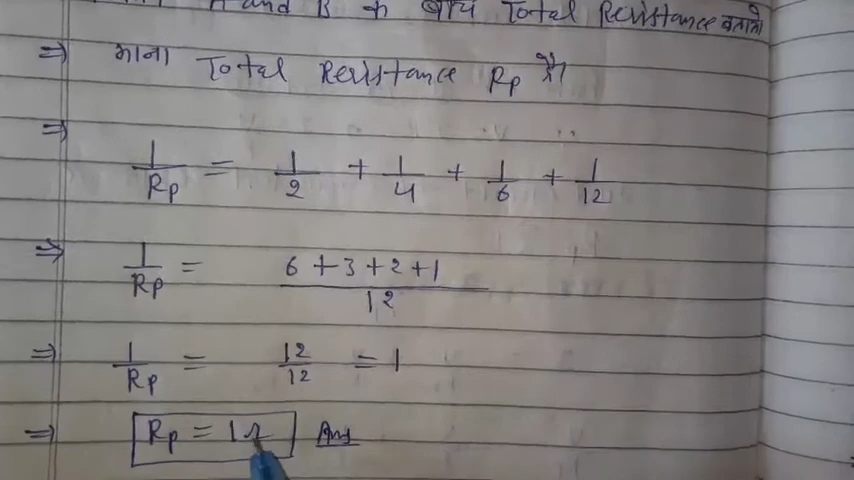 A and B के बीच Total Resistance बताओ
⇒ माना Total Resistance Rp है
⇒ 1/Rp = 1/2 + 1/4 + 1/6 + 1/12
⇒ 1/Rp = 6+3+2+1/12
⇒ 1/Rp = 12/12 = 1
⇒ Rp = 1Ω Ans